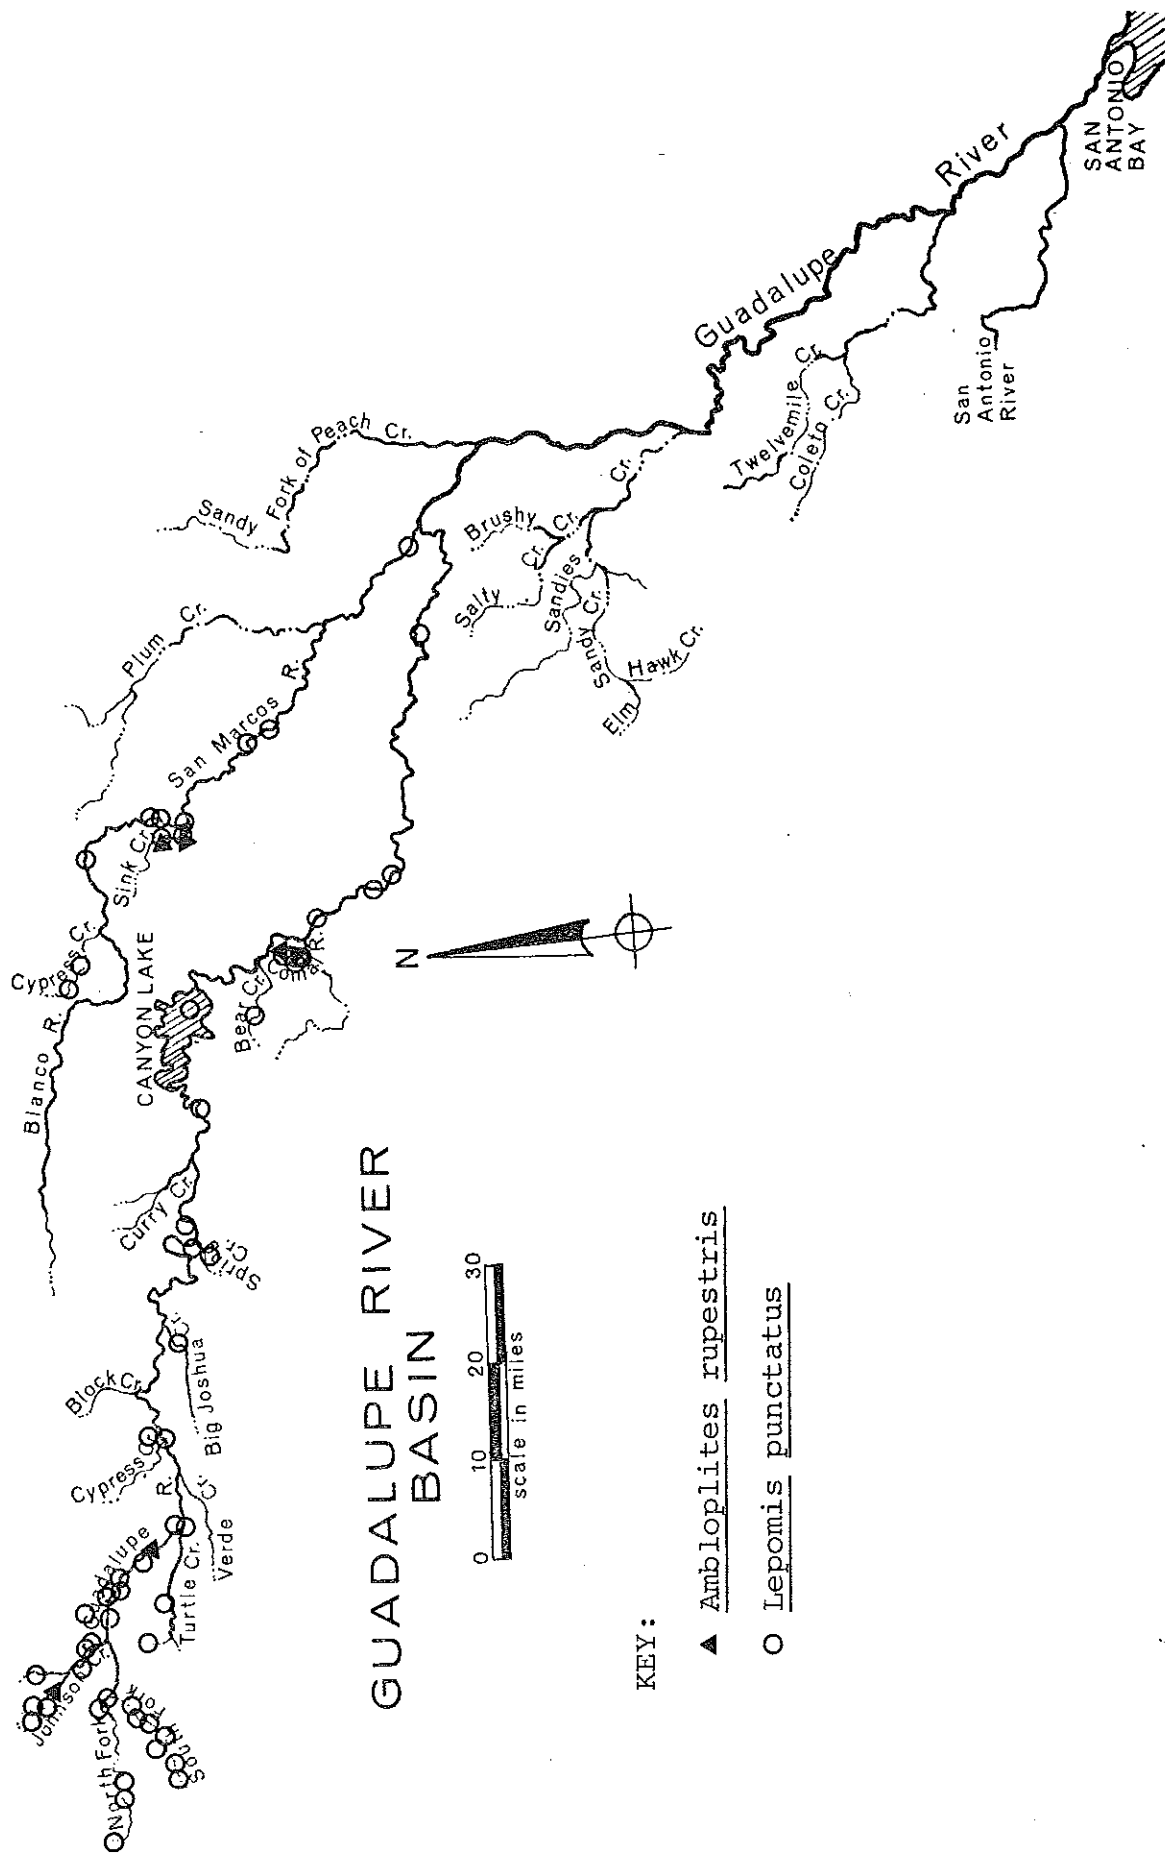 GUADALUPE RIVER
BASIN
0 10 20 30
scale in miles
KEY:
▲ Ambloplites rupestris
○ Lepomis punctatus
N
North Fork
South Fork
Johnson Cr.
Guadalupe
R.
Turtle Cr.
Verde Cr.
Cypress C
Block Cr.
Big Joshua Cr.
Spring Cr.
Curry Cr.
CANYON LAKE
Blanco R.
Cypress Cr.
Sink Cr.
Bear Cr.
Comal R.
San Marcos R.
Plum Cr.
Sandy
Fork of Peach Cr.
Brushy Cr.
Salty Cr.
Sandies Cr.
Sandy Cr.
Elm
Hawk Cr.
Guadalupe River
Twelvemile Cr.
Coleto Cr.
San
Antonio
River
SAN
ANTONIO
BAY